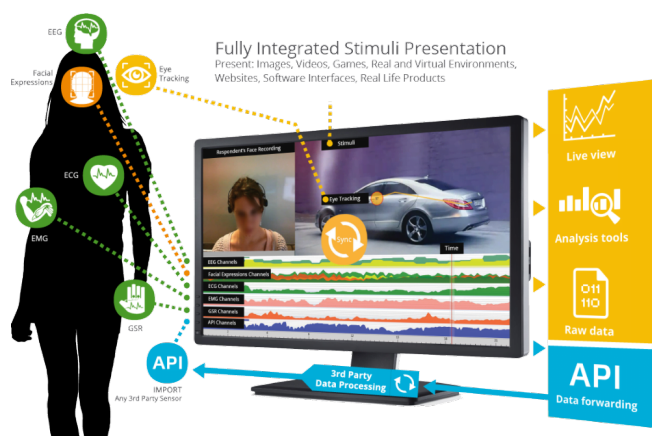 EEG
Facial
Expressions
Eye
Tracking
ECG
EMG
GSR
API
IMPORT
Any 3rd Party Sensor
Fully Integrated Stimuli Presentation
Present: Images, Videos, Games, Real and Virtual Environments,
Websites, Software Interfaces, Real Life Products
Respondent's Face Recording
Stimuli
Eye Tracking
Sync
Time
EEG Channels
Facial Expressions Channels
ECG Channels
EMG Channels
GSR Channels
API Channels
3rd Party
Data Processing
Live view
Analysis tools
011
110
Raw data
API
Data forwarding